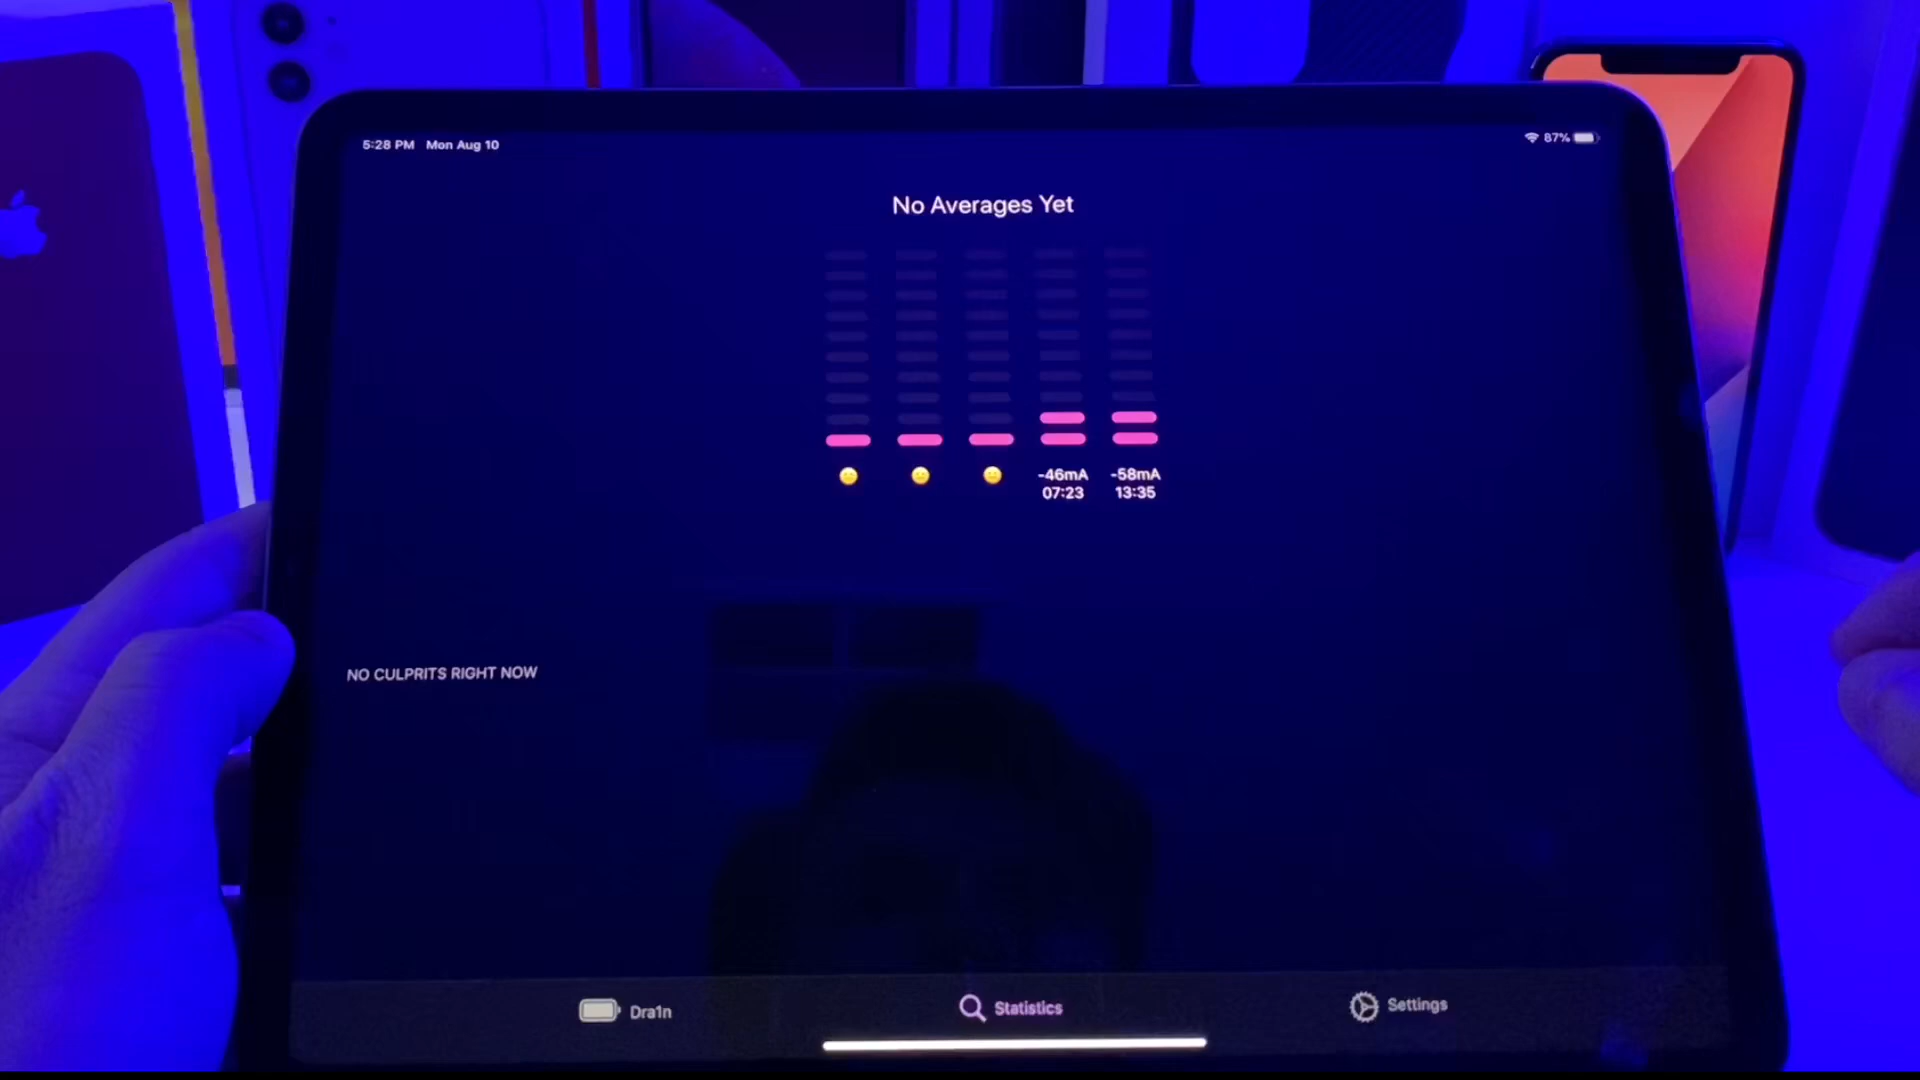 5:28 PM Mon Aug 10
87%
No Averages Yet
-46mA
07:23
-58mA
13:35
NO CULPRITS RIGHT NOW
Dra1n
Statistics
Settings